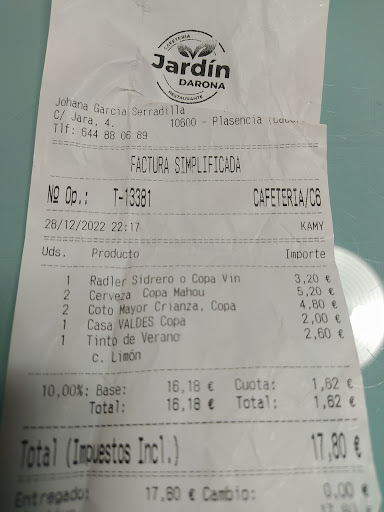 CAFETERÍA
Jardín
DARONA
RESTAURANTE
Johana García Serradilla
C/ Jara, 4. 10600 - Plasencia
Tlf: 644 88 06 89
FACTURA SIMPLIFICADA
Nº Op.: T-13381 CAFETERIA/C6
28/12/2022 22:17 KAMY
Uds. Producto Importe
1 Radler Sidrero o Copa Vin 3,20 €
2 Cerveza Copa Mahou 5,20 €
2 Coto Mayor Crianza, Copa 4,80 €
1 Casa VALDES Copa 2,00 €
1 Tinto de Verano 2,60 €
c. Limón
10,00%: Base: 16,18 € Cuota: 1,62 €
Total: 16,18 € Total: 1,62 €
Total (Impuestos Incl.) 17,80 €
Entregado: 17,80 € Cambio: 0,00 €